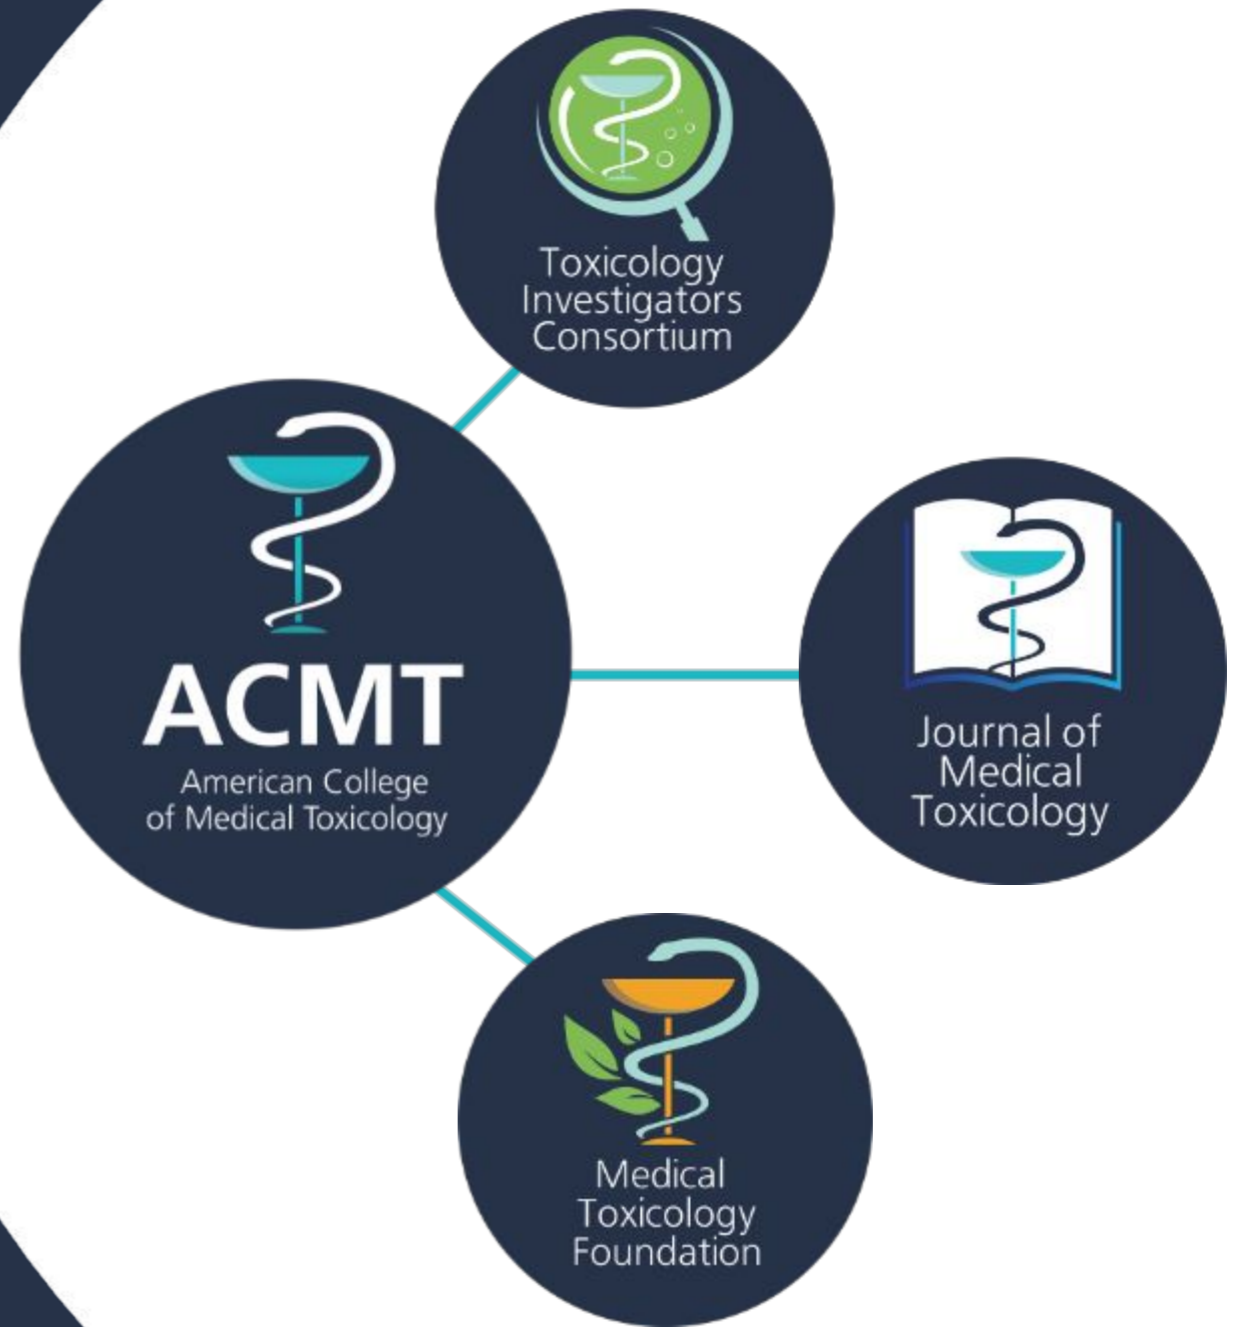 Toxicology
Investigators
Consortium
ACMT
American College
of Medical Toxicology
Journal of
Medical
Toxicology
Medical
Toxicology
Foundation